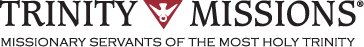 TRINITY MISSIONS®
MISSIONARY SERVANTS OF THE MOST HOLY TRINITY